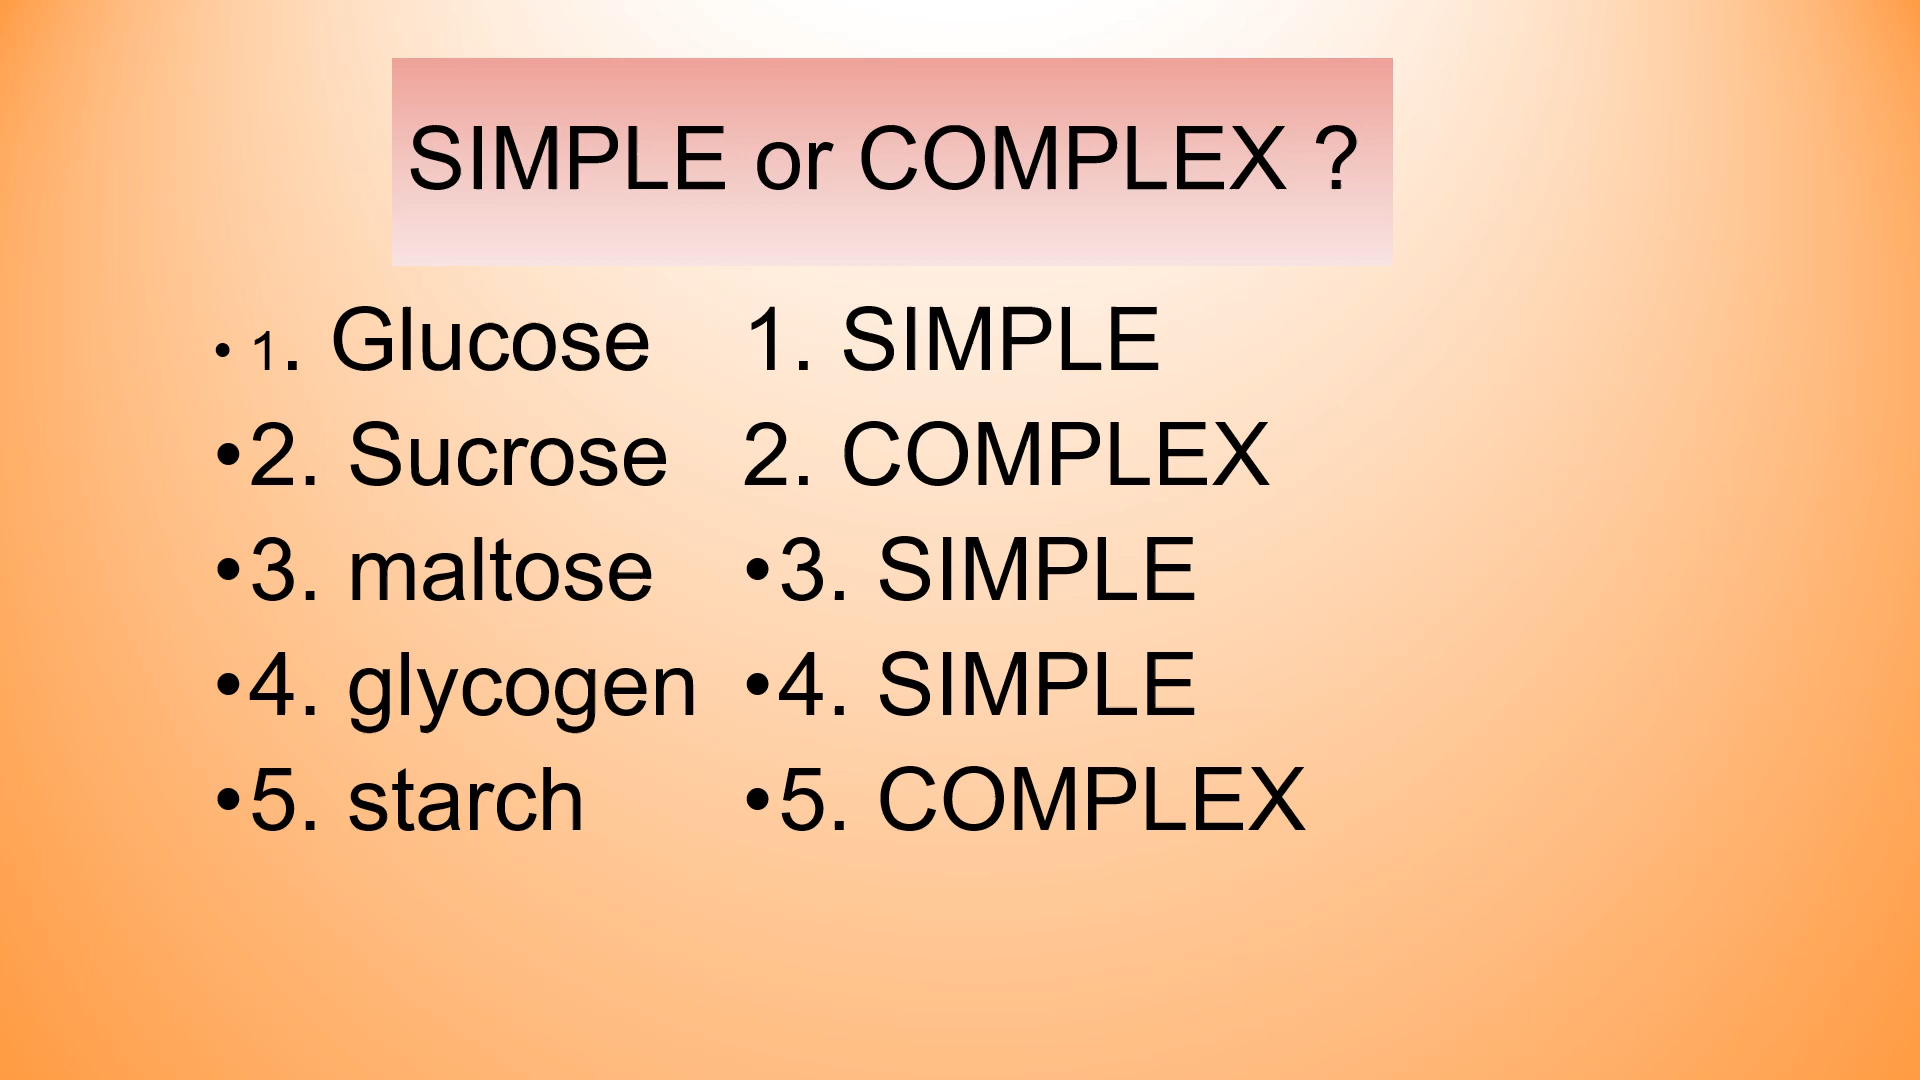 SIMPLE or COMPLEX ?
• 1. Glucose
•2. Sucrose
•3. maltose
•4. glycogen
•5. starch
1. SIMPLE
2. COMPLEX
•3. SIMPLE
•4. SIMPLE
•5. COMPLEX